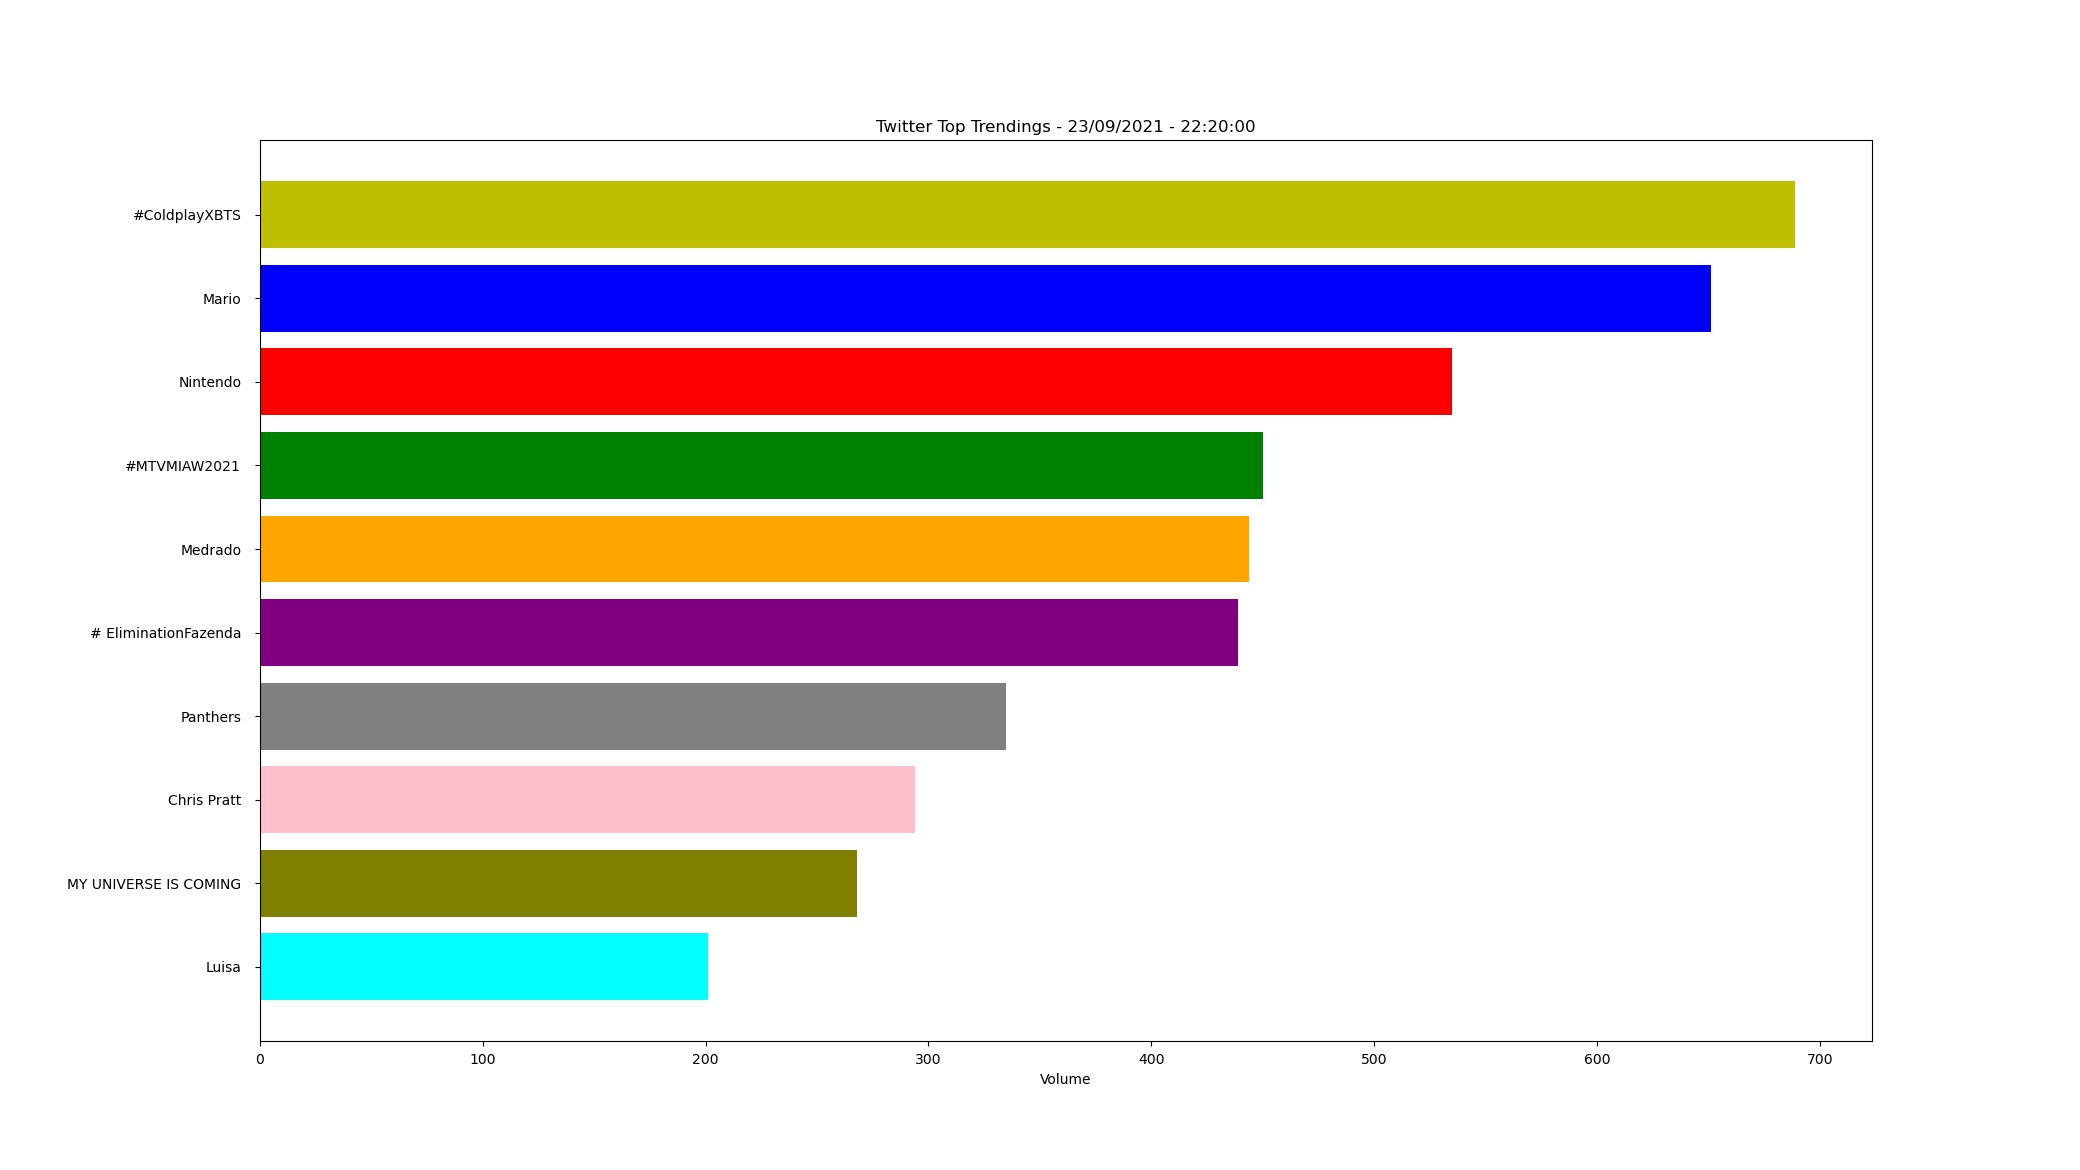 Twitter Top Trendings - 23/09/2021 - 22:20:00
#ColdplayXBTS
Mario
Nintendo
#MTVMIAW2021
Medrado
# EliminationFazenda
Panthers
Chris Pratt
MY UNIVERSE IS COMING
Luisa
0 100 200 300 400 500 600 700
Volume